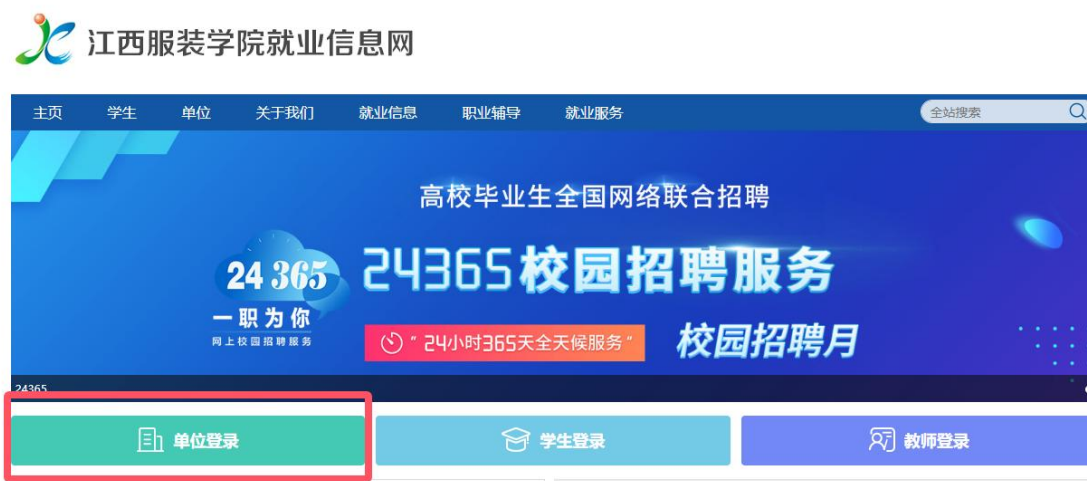 江西服装学院就业信息网
主页 学生 单位 关于我们 就业信息 职业辅导 就业服务 全站搜索
高校毕业生全国网络联合招聘
24365 24365校园招聘服务
一职为你
网上校园招聘服务
“24小时365天全天候服务“ 校园招聘月
24365
单位登录 学生登录 教师登录